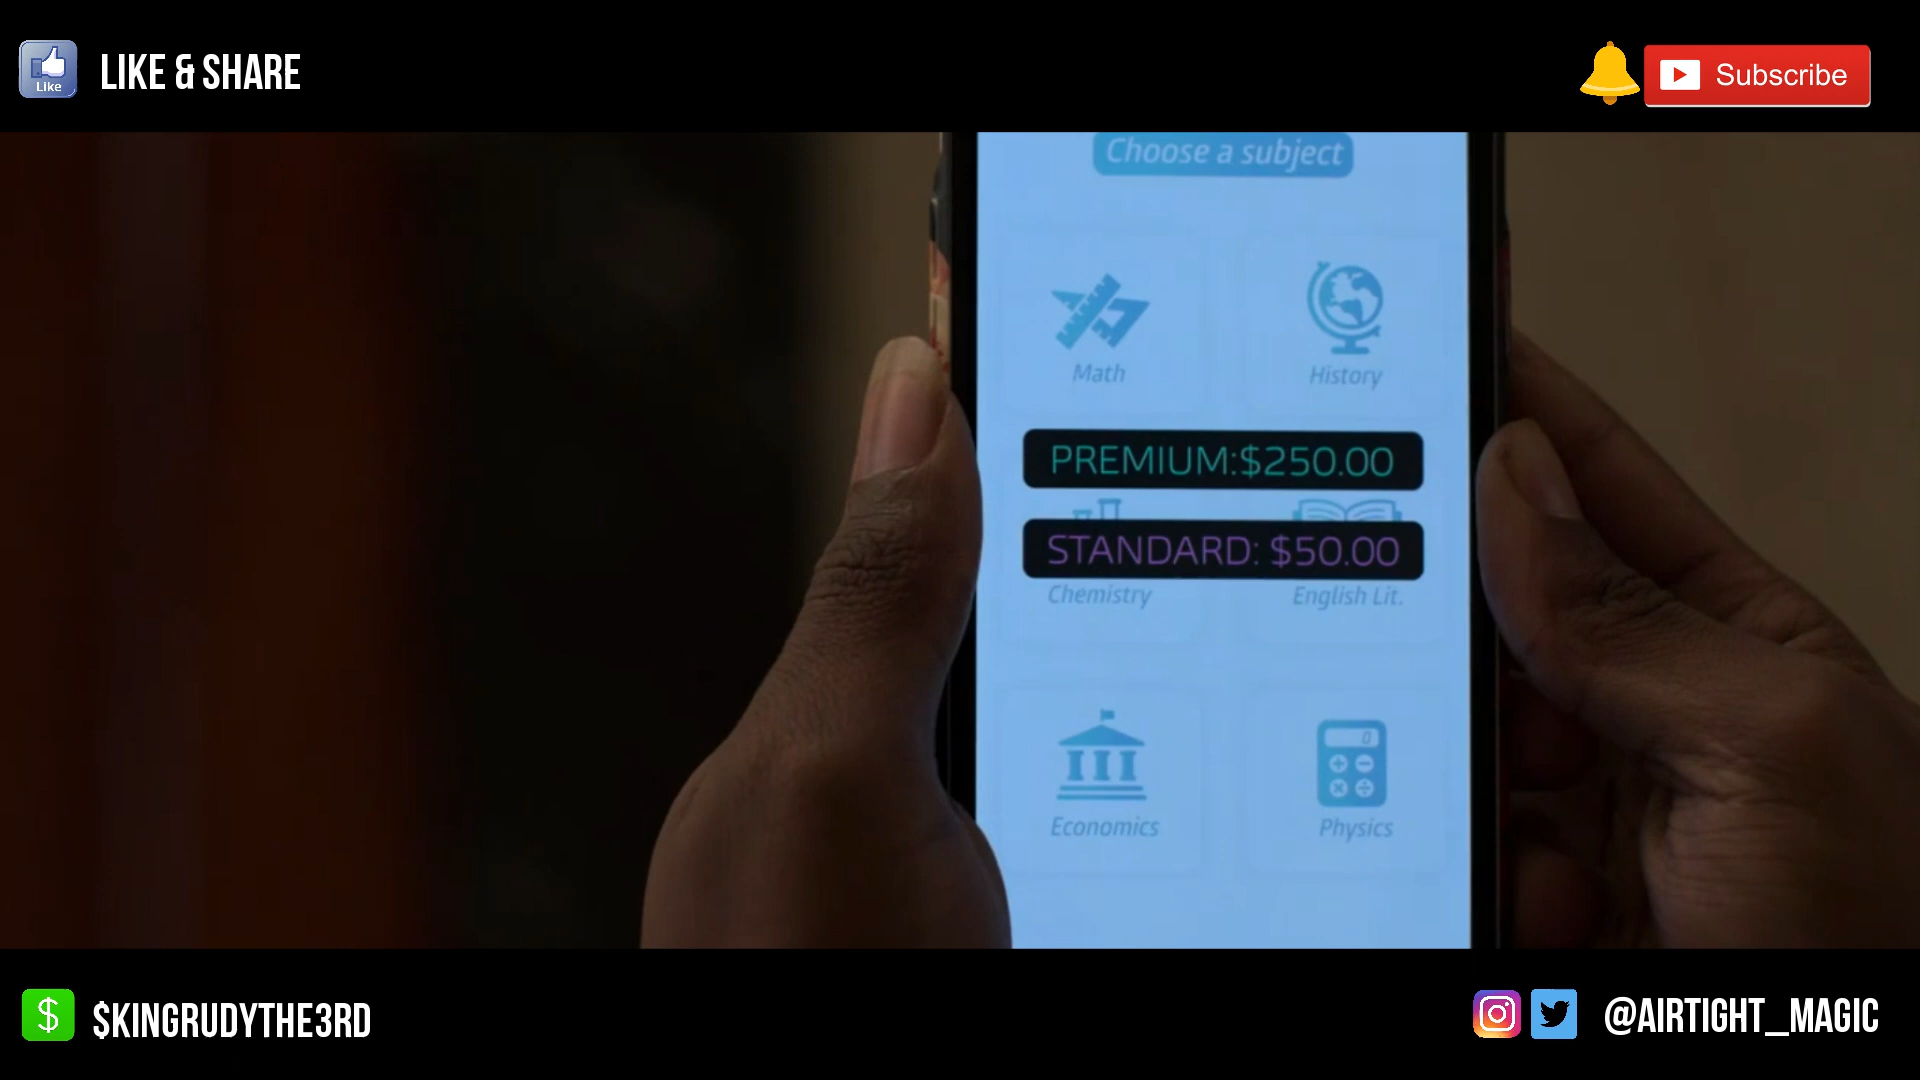 Like
LIKE & SHARE
Subscribe
Choose a subject
Math
History
PREMIUM:$250.00
STANDARD: $50.00
Chemistry
English Lit.
0
Economics
Physics
$
$KINGRUDYTHE3RD
@AIRTIGHT_MAGIC